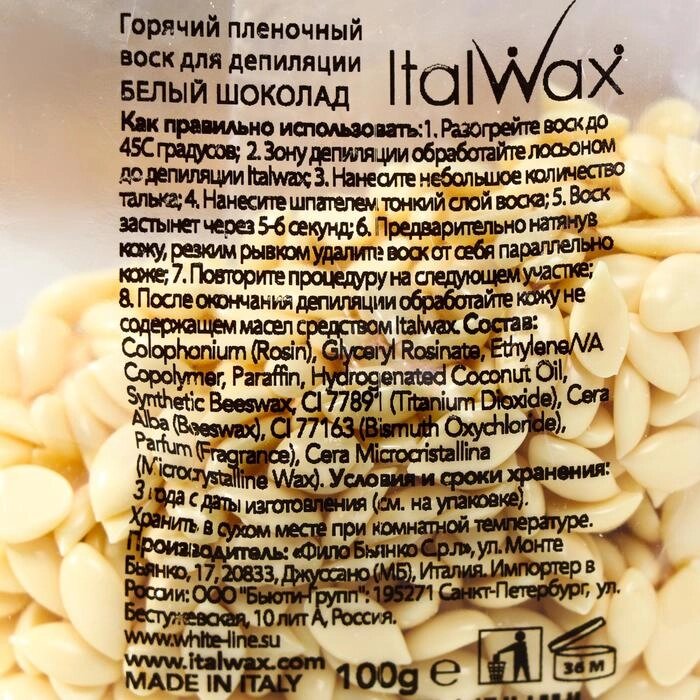 Горячий пленочный
воск для депиляции
БЕЛЫЙ ШОКОЛАД
ItalWax
Как правильно использовать:1. Разогрейте воск до
45С градусов; 2. Зону депиляции обработайте лосьоном
до депиляции Italwax; 3. Нанесите небольшое количество
талька; 4. Нанесите шпателем тонкий слой воска; 5. Воск
застынет через 5-6 секунд; 6. Предварительно натянув
кожу, резким рывком удалите воск от себя параллельно
коже; 7. Повторите процедуру на следующем участке;
8. После окончания депиляции обработайте кожу не
содержащем масел средством Italwax. Состав:
Colophonium (Rosin), Glyceryl Rosinate, Ethylene/VA
Copolymer, Paraffin, Hydrogenated Coconut Oil,
Synthetic Beeswax, CI 77891 (Titanium Dioxide), Cera
Alba (Beeswax), CI 77163 (Bismuth Oxychloride),
Parfum (Fragrance), Cera Microcristallina
(Microcrystalline Wax). Условия и сроки хранения:
3 года с даты изготовления (см. на упаковке).
Хранить в сухом месте при комнатной температуре.
Производитель: «Фило Бьянко С.р.л», ул. Монте
Бьянко, 17, 20833, Джуссано (МБ), Италия. Импортер в
России: ООО "Бьюти-Групп": 195271 Санкт-Петербург, ул.
Бестужевская, 10 лит А, Россия.
www.white-line.su
www.italwax.com
MADE IN ITALY
100g e
36 M